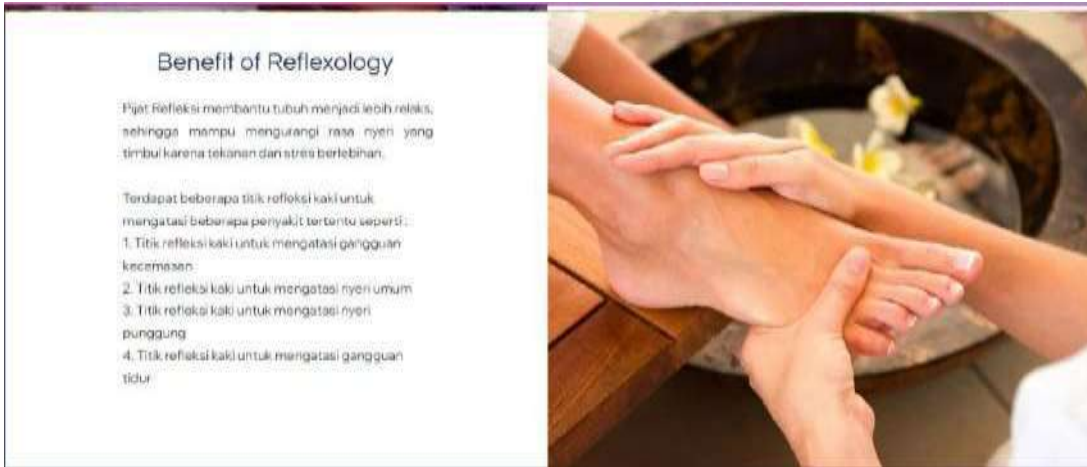 Benefit of Reflexology
Pijat Refleksi membantu tubuh menjadi lebih relaks,
sehingga mampu mengurangi rasa nyeri yang
timbul karena tekanan dan stres berlebihan.
Terdapat beberapa titik refleksi kaki untuk
mengatasi beberapa penyakit tertentu seperti :
1. Titik refleksi kaki untuk mengatasi gangguan
kecemasan
2. Titik refleksi kaki untuk mengatasi nyeri umum
3. Titik refleksi kaki untuk mengatasi nyeri
punggung
4. Titik refleksi kaki untuk mengatasi gangguan
tidur